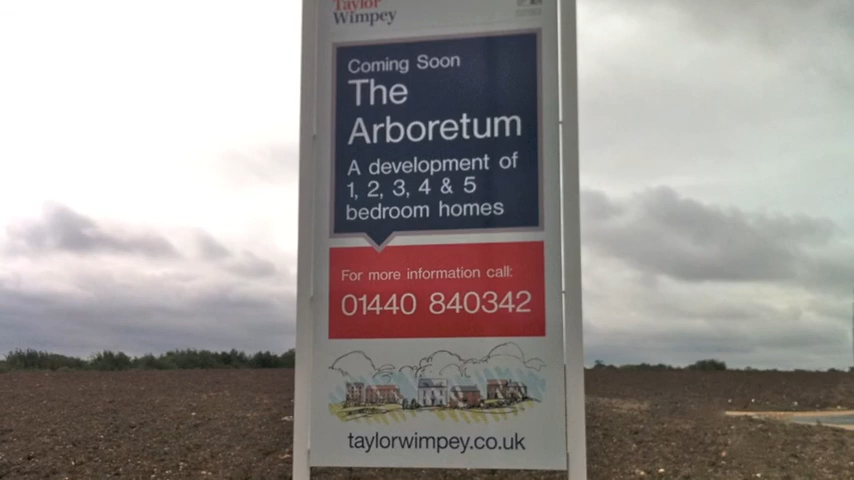 Taylor
Wimpey
Coming Soon
The
Arboretum
A development of
1, 2, 3, 4 & 5
bedroom homes
For more information call:
01440 840342
taylorwimpey.co.uk